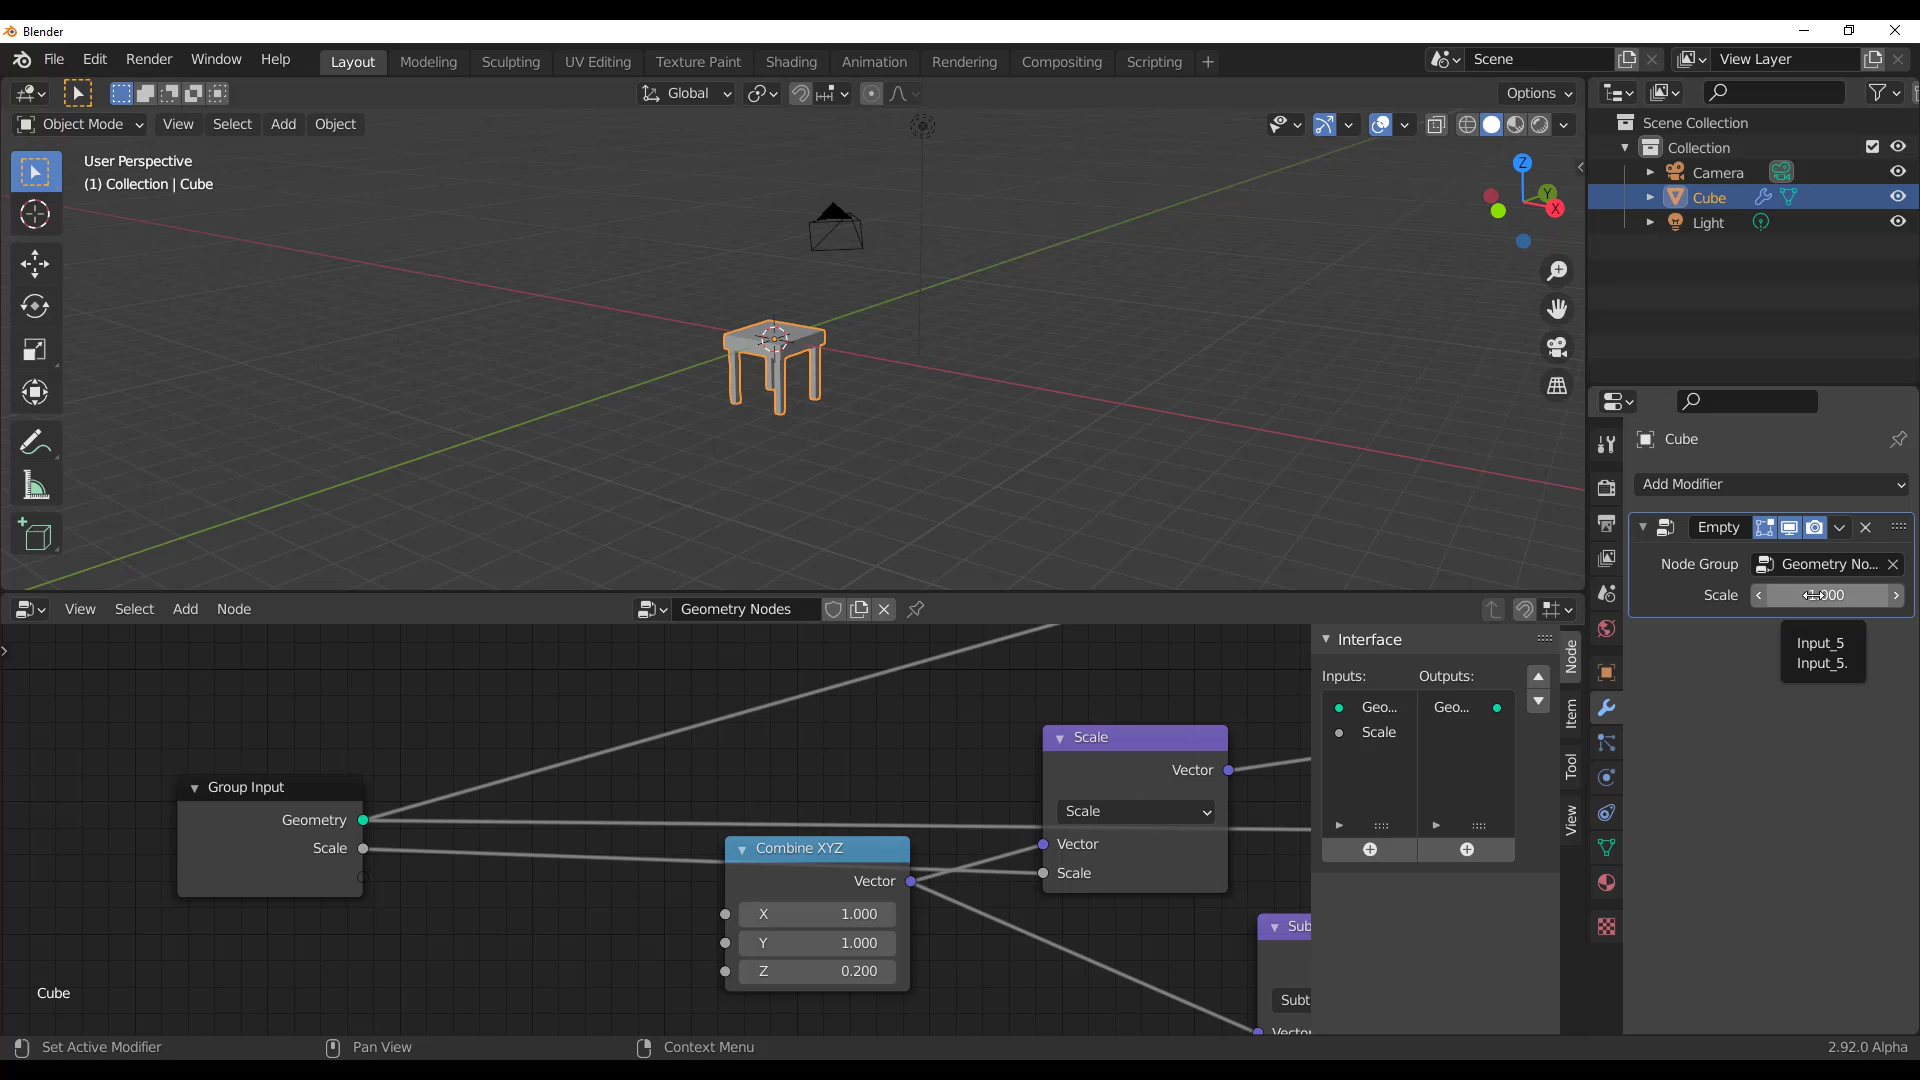 Blender
File Edit Render Window Help
Layout Modeling Sculpting UV Editing Texture Paint Shading Animation Rendering Compositing Scripting +
Scene
View Layer
Global
Options
Object Mode View Select Add Object
User Perspective
(1) Collection | Cube
Z
Y
X
Scene Collection
Collection
Camera
Cube
Light
Cube
Add Modifier
Empty
Node Group Geometry No...
Scale
Input_5
Input_5.
View Select Add Node
Geometry Nodes
Group Input
Geometry
Scale
Combine XYZ
Vector
X 1.000
Y 1.000
Z 0.200
Scale
Vector
Scale
Vector
Scale
Sub
Subt
Vector
Interface
Inputs: Outputs:
Geo... Geo...
Scale
Node
Item
Tool
View
Cube
Set Active Modifier
Pan View
Context Menu
2.92.0 Alpha